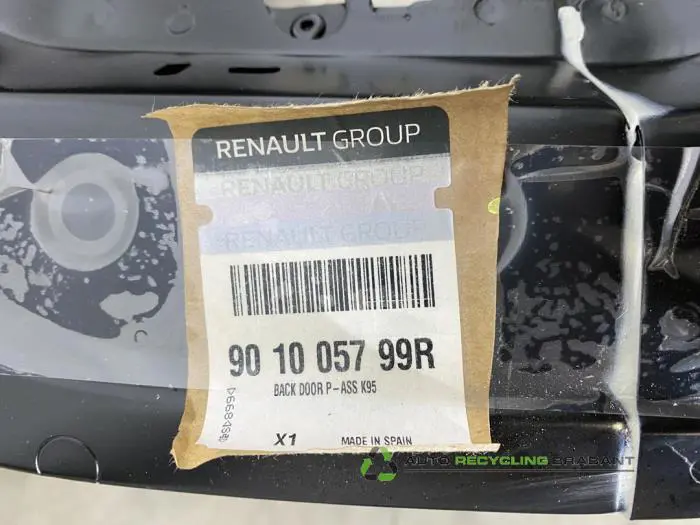 RENAULT GROUP
RENAULT GROUP
RENAULT GROUP
90 10 057 99R
BACK DOOR P-ASS K95
X1 MADE IN SPAIN
AUTO RECYCLING BRABANT